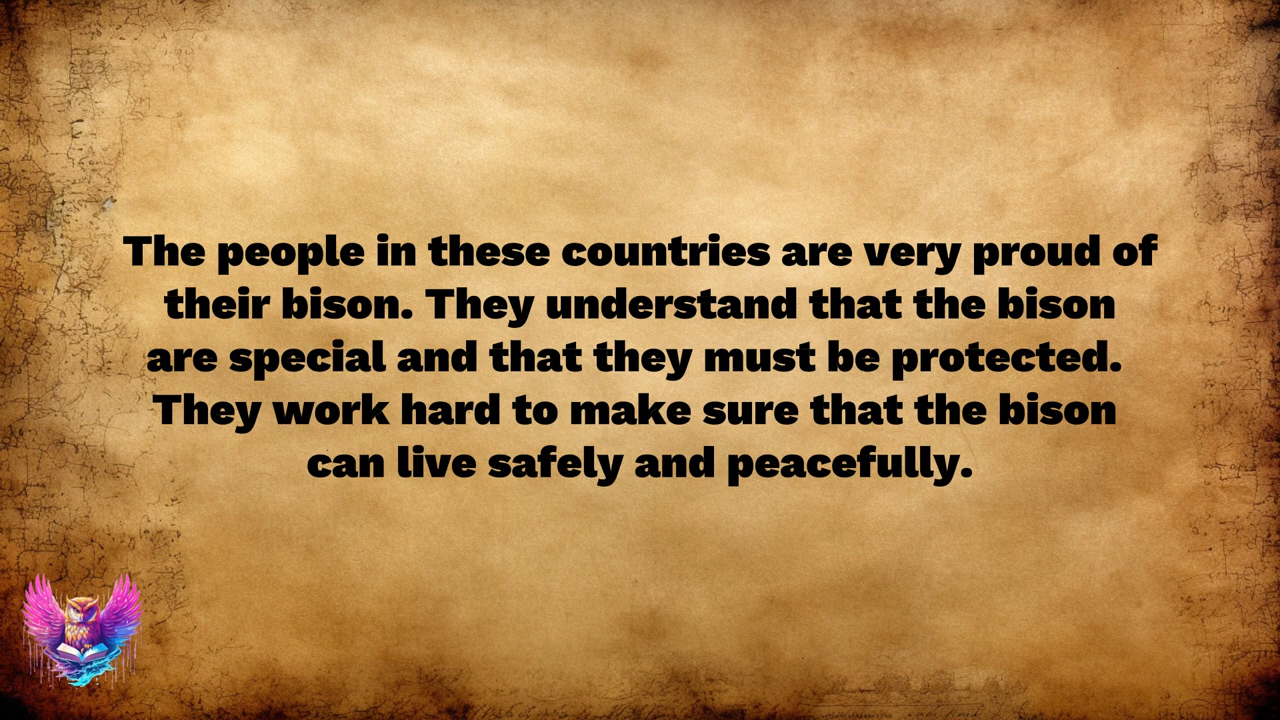 The people in these countries are very proud of
their bison. They understand that the bison
are special and that they must be protected.
They work hard to make sure that the bison
can live safely and peacefully.